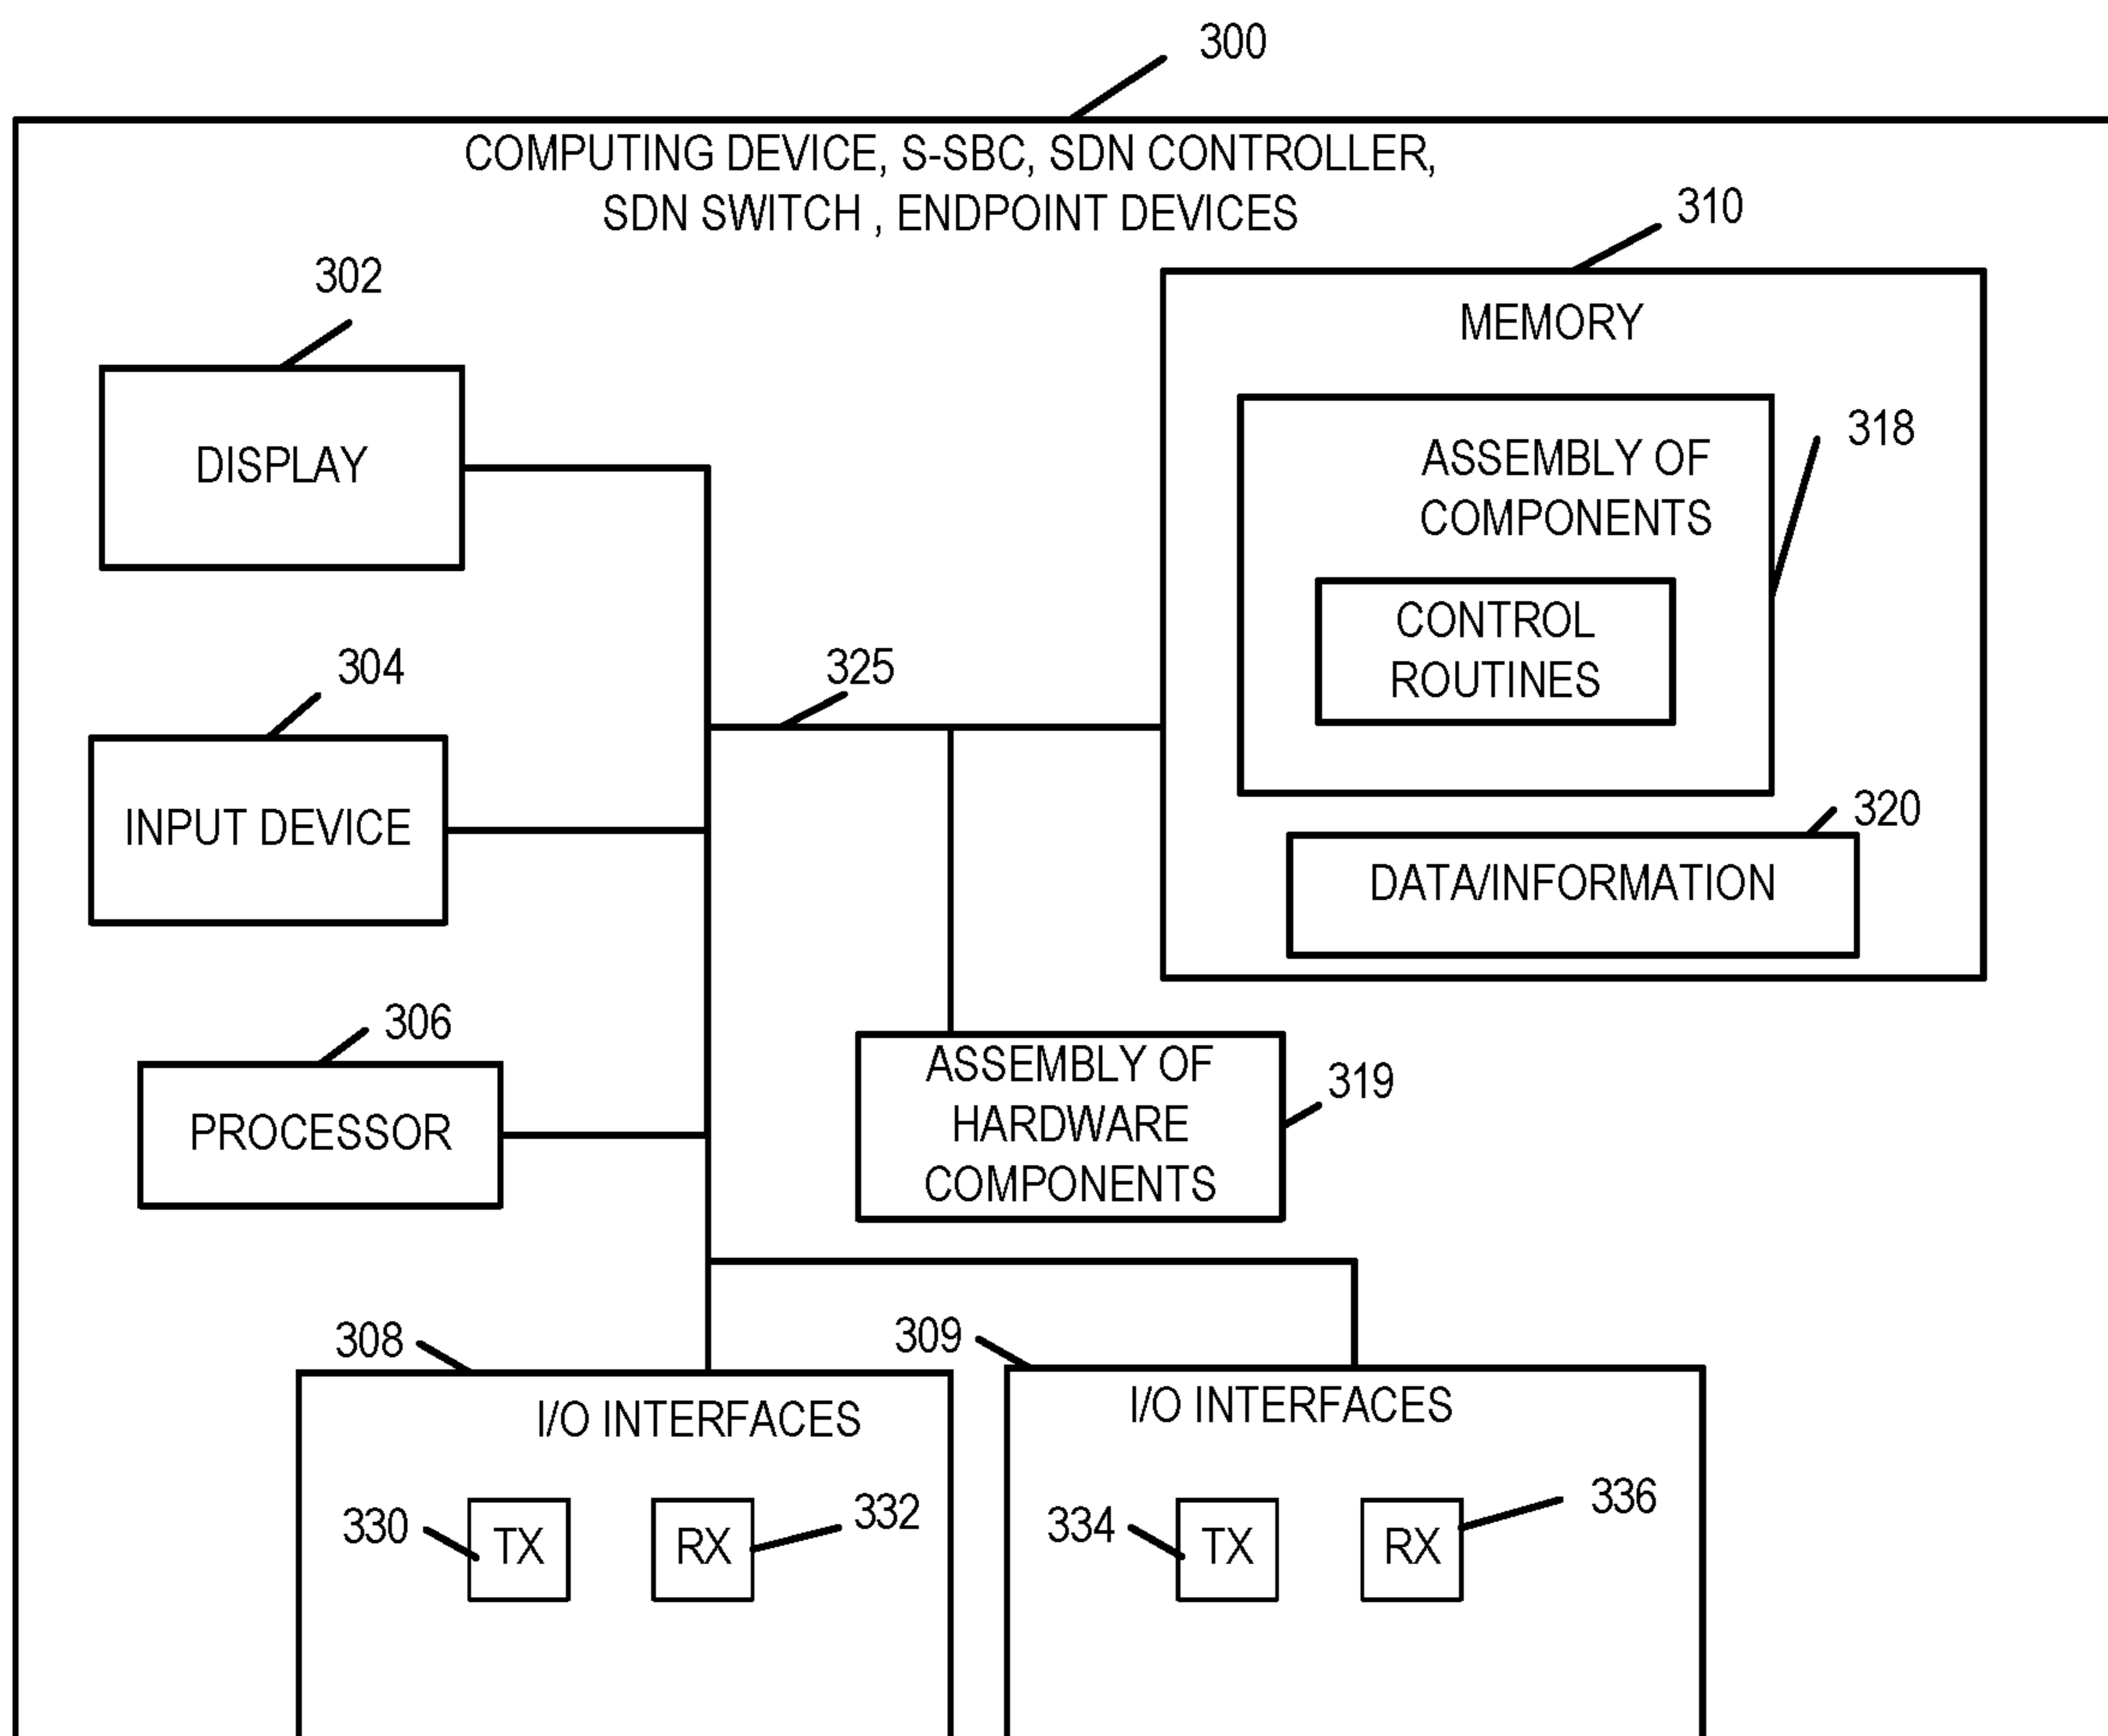 300
COMPUTING DEVICE, S-SBC, SDN CONTROLLER,
SDN SWITCH , ENDPOINT DEVICES
310
MEMORY
302
DISPLAY
318
ASSEMBLY OF
COMPONENTS
CONTROL
ROUTINES
304
INPUT DEVICE
325
320
DATA/INFORMATION
306
PROCESSOR
319
ASSEMBLY OF
HARDWARE
COMPONENTS
308
I/O INTERFACES
330
TX
RX
332
309
I/O INTERFACES
334
TX
RX
336